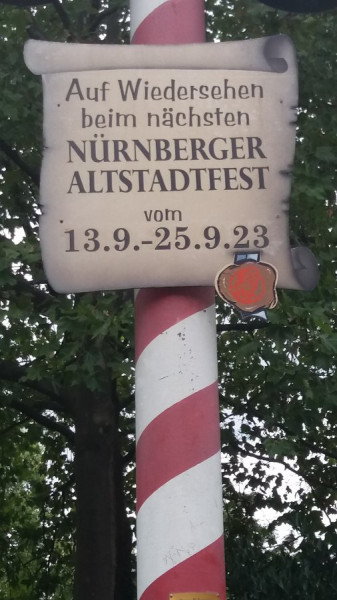 Auf Wiedersehen
beim nächsten
NÜRNBERGER
ALTSTADTFEST
vom
13.9.-25.9.23